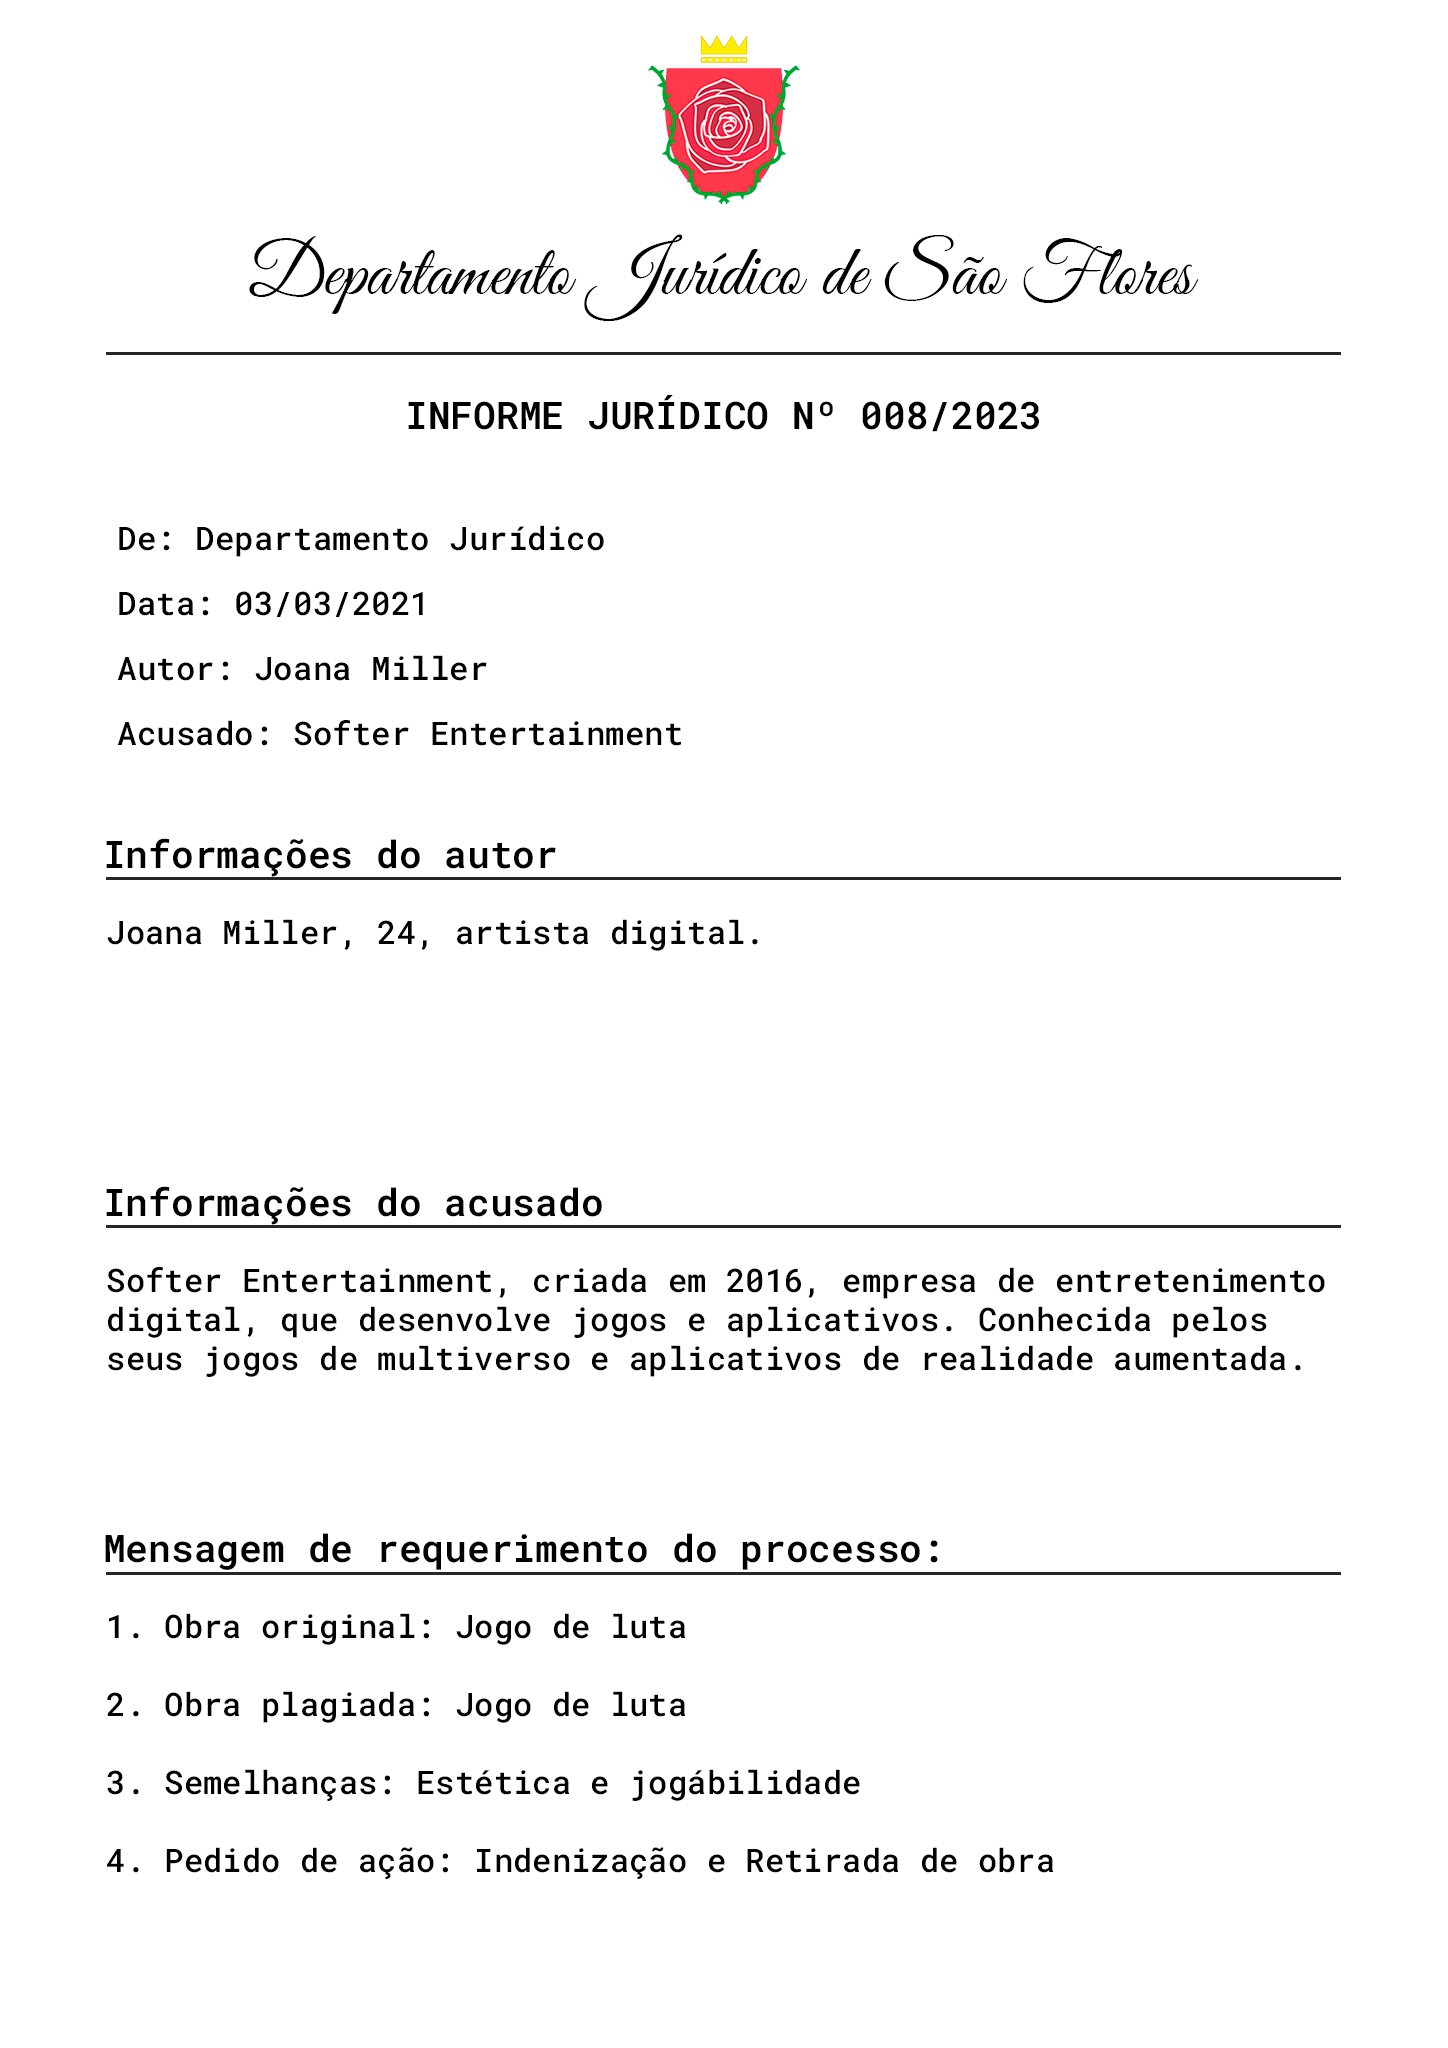 Departamento Jurídico de São Flores
INFORME JURÍDICO Nº 008/2023
De: Departamento Jurídico
Data: 03/03/2021
Autor: Joana Miller
Acusado: Softer Entertainment
Informações do autor
Joana Miller, 24, artista digital.
Informações do acusado
Softer Entertainment, criada em 2016, empresa de entretenimento
digital, que desenvolve jogos e aplicativos. Conhecida pelos
seus jogos de multiverso e aplicativos de realidade aumentada.
Mensagem de requerimento do processo:
1. Obra original: Jogo de luta
2. Obra plagiada: Jogo de luta
3. Semelhanças: Estética e jogábilidade
4. Pedido de ação: Indenização e Retirada de obra